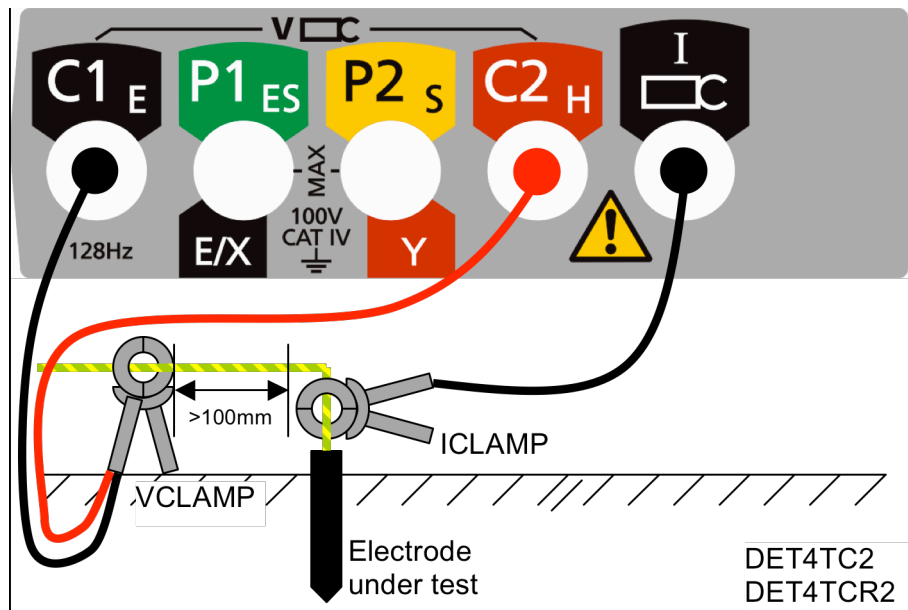 V C
C1 E
P1 ES
P2 S
C2 H
I
C
MAX
100V
CAT IV
128Hz
E/X
Y
>100mm
ICLAMP
VCLAMP
Electrode
under test
DET4TC2
DET4TCR2